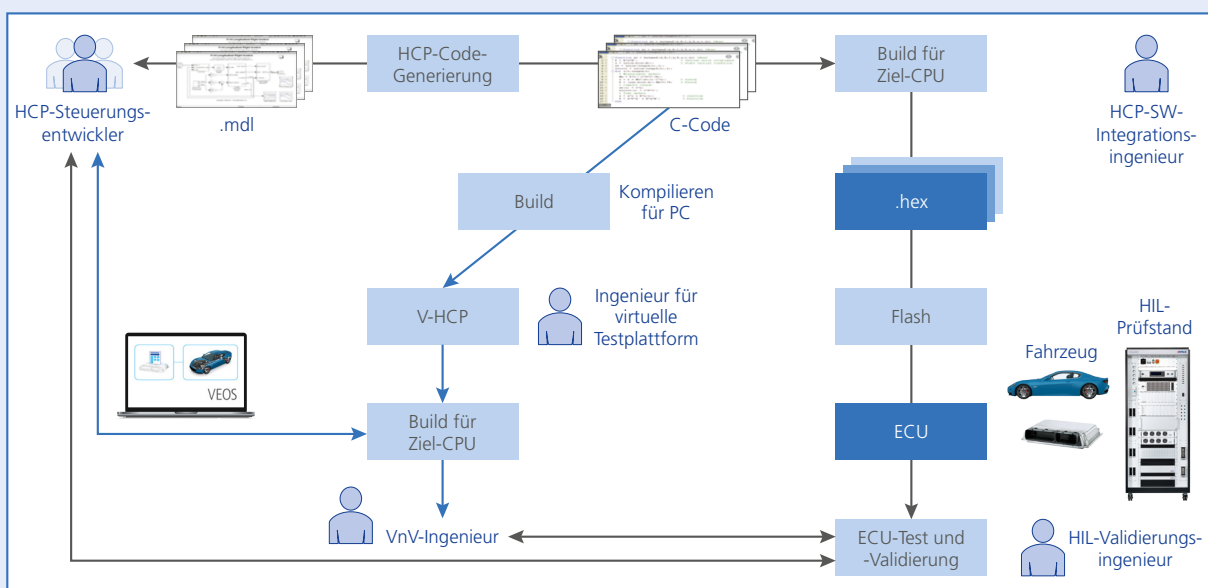 HCP-Code-
Generierung
Build für
Ziel-CPU
HCP-Steuerungs-
entwickler
.mdl
C-Code
HCP-SW-
Integrations-
ingenieur
Build
Kompilieren
für PC
.hex
V-HCP
Ingenieur für
virtuelle
Testplattform
Flash
HIL-
Prüfstand
Fahrzeug
VEOS
Build für
Ziel-CPU
ECU
VnV-Ingenieur
ECU-Test und
-Validierung
HIL-Validierungs-
ingenieur